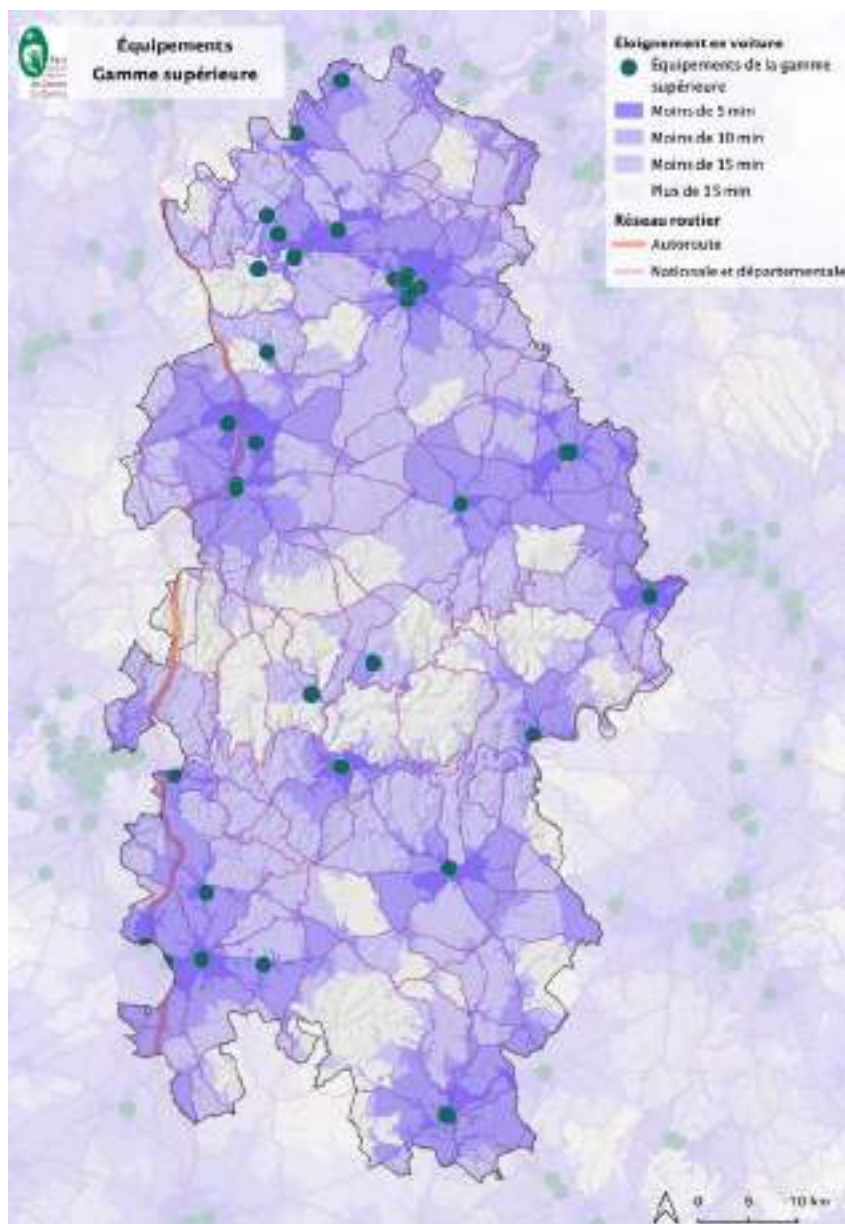 Équipements
Gamme supérieure
Éloignement en voiture
Équipements de la gamme
supérieure
Moins de 5 min
Moins de 10 min
Moins de 15 min
Plus de 15 min
Réseau routier
Autoroute
Nationale et départementale
0 5 10 km